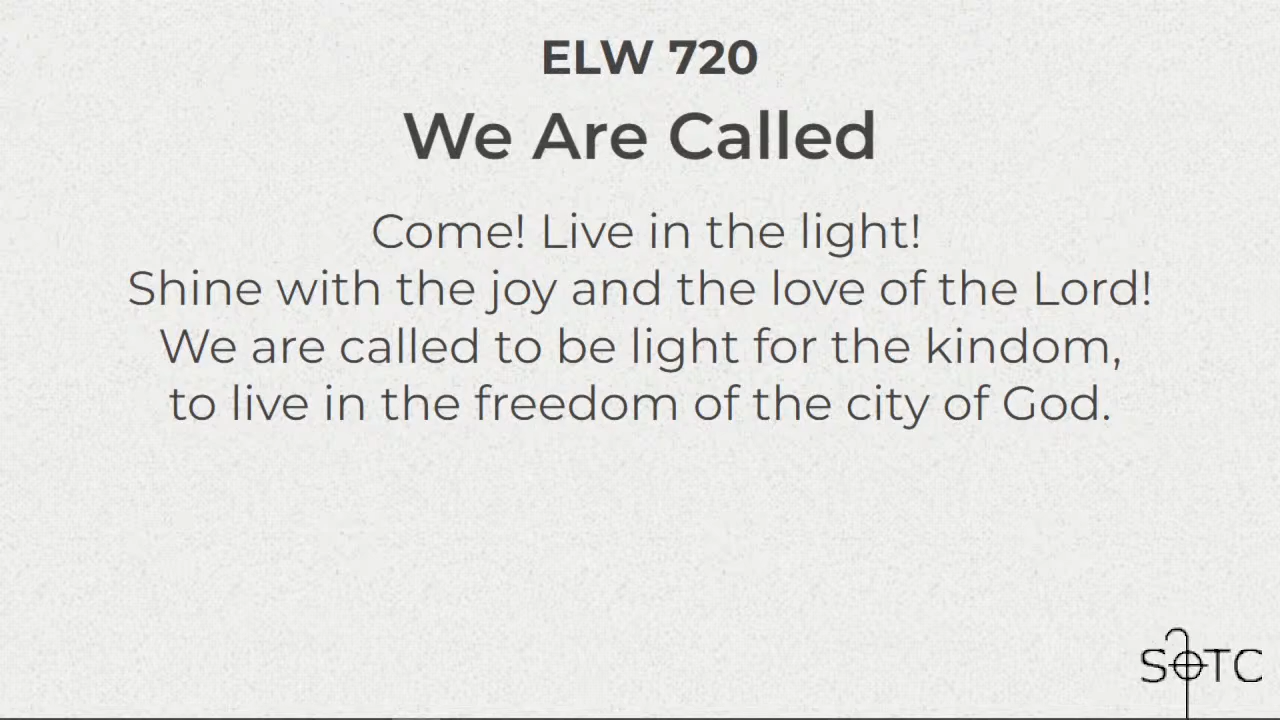 ELW 720
We Are Called
Come! Live in the light!
Shine with the joy and the love of the Lord!
We are called to be light for the kindom,
to live in the freedom of the city of God.
SOTC